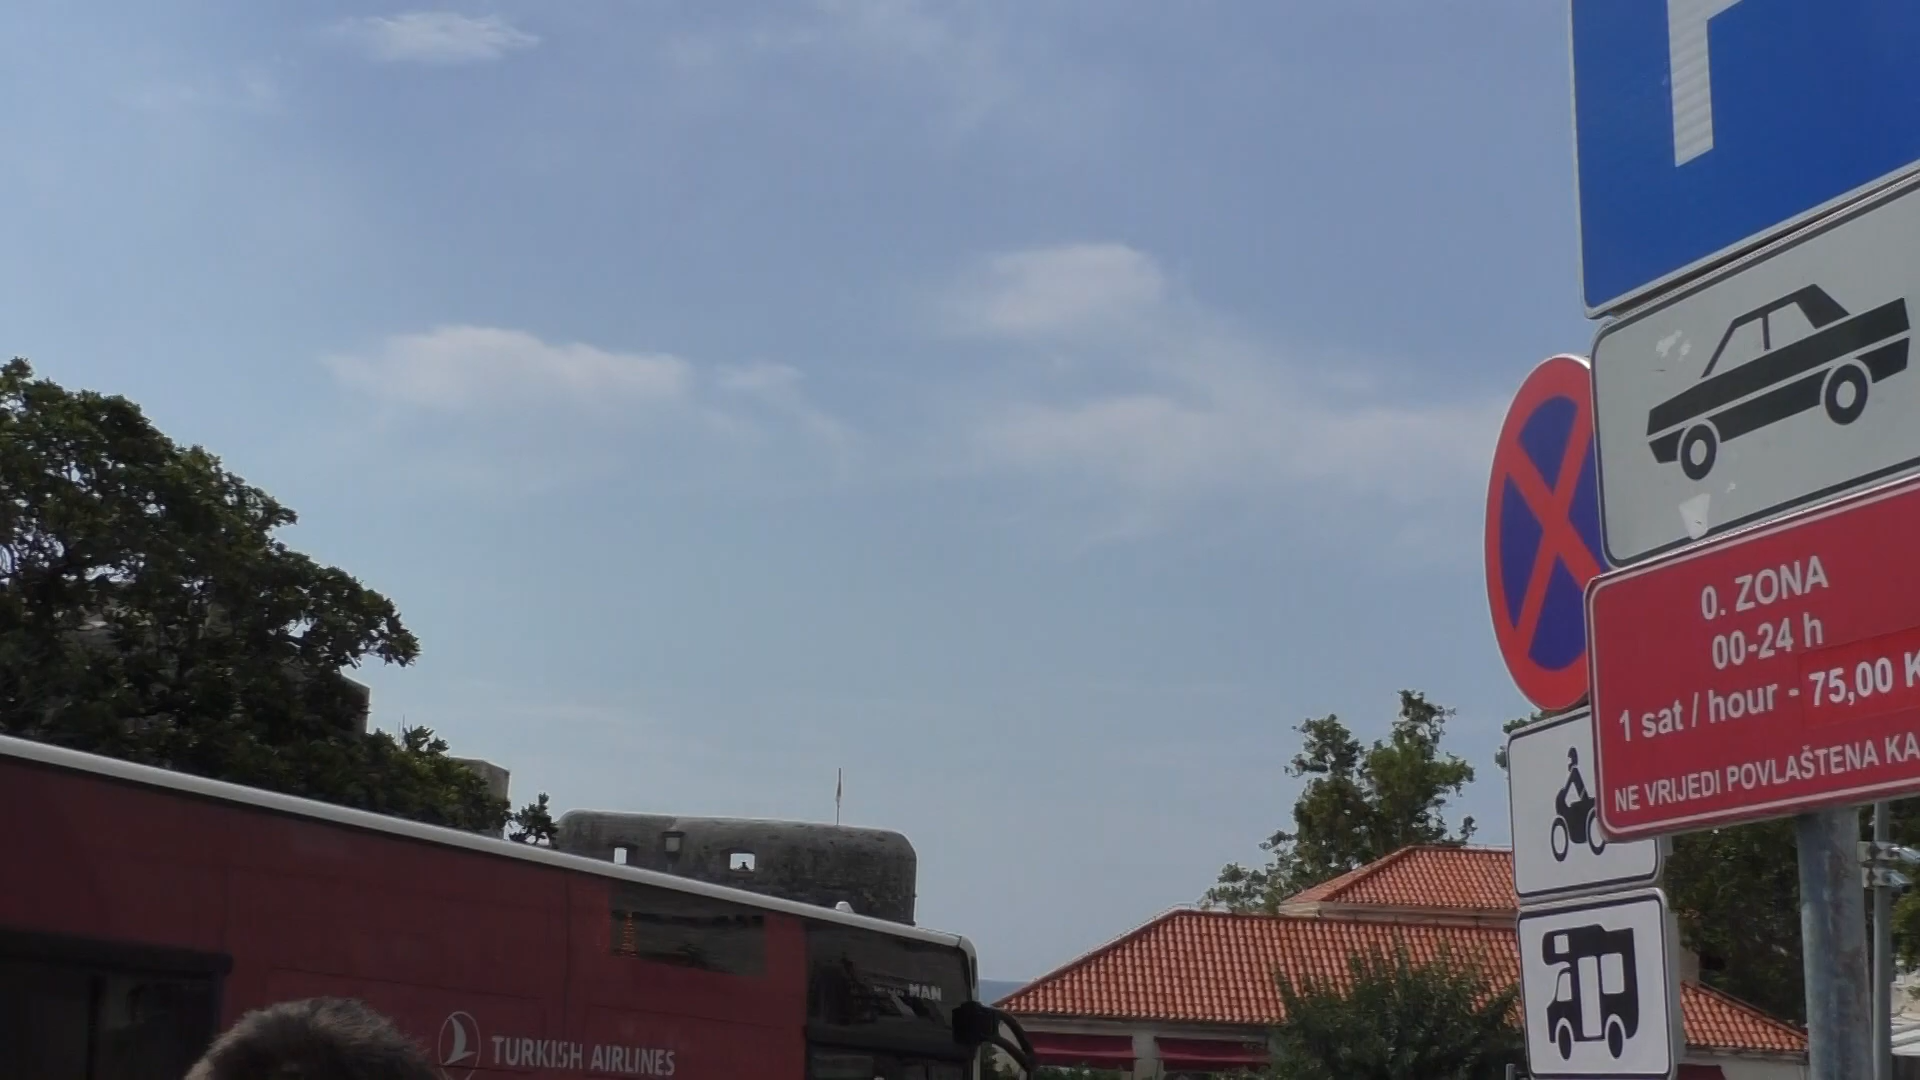 0. ZONA
00-24 h
1 sat / hour - 75,00 K
NE VRIJEDI POVLAŠTENA KA
MAN
TURKISH AIRLINES